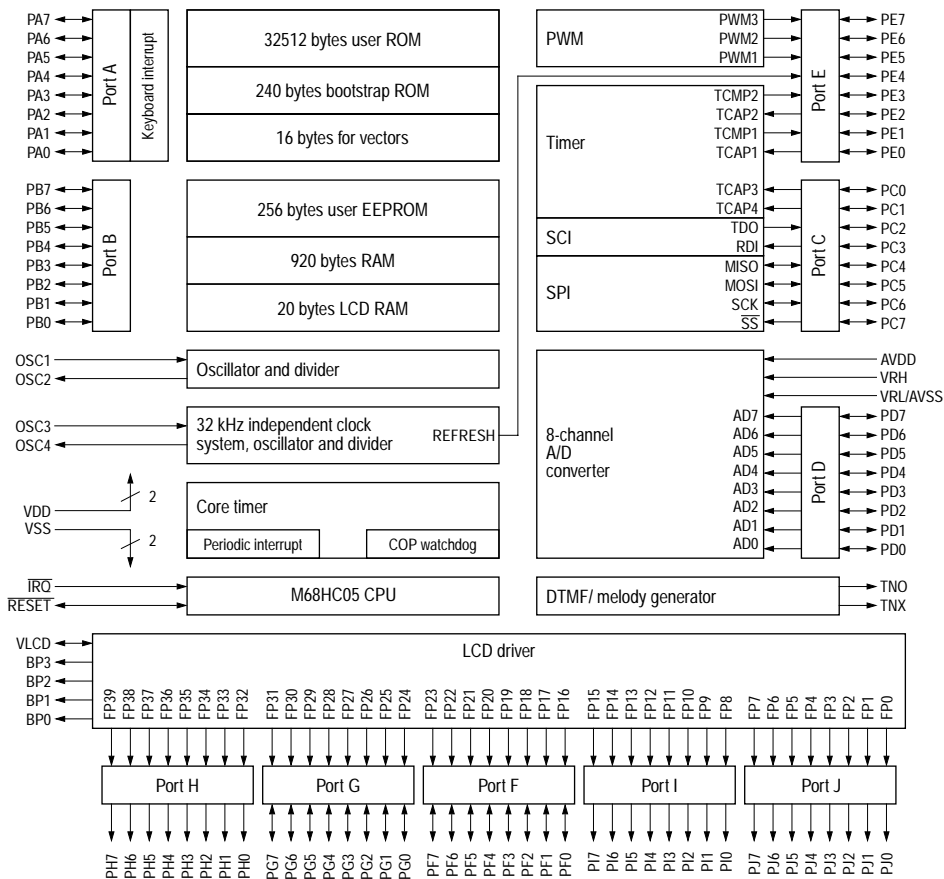 PA7
PA6
PA5
PA4
PA3
PA2
PA1
PA0
Port A
Keyboard interrupt
32512 bytes user ROM
240 bytes bootstrap ROM
16 bytes for vectors
PWM
PWM3
PWM2
PWM1
Timer
TCMP2
TCAP2
TCMP1
TCAP1
TCAP3
TCAP4
Port E
PE7
PE6
PE5
PE4
PE3
PE2
PE1
PE0
PB7
PB6
PB5
PB4
PB3
PB2
PB1
PB0
Port B
256 bytes user EEPROM
920 bytes RAM
20 bytes LCD RAM
SCI
TDO
RDI
SPI
MISO
MOSI
SCK
SS
Port C
PC0
PC1
PC2
PC3
PC4
PC5
PC6
PC7
OSC1
OSC2
Oscillator and divider
OSC3
OSC4
32 kHz independent clock
system, oscillator and divider
REFRESH
8-channel
A/D
converter
AVDD
VRH
VRL/AVSS
AD7
AD6
AD5
AD4
AD3
AD2
AD1
AD0
Port D
PD7
PD6
PD5
PD4
PD3
PD2
PD1
PD0
VDD
VSS
2
2
Core timer
Periodic interrupt
COP watchdog
IRQ
RESET
M68HC05 CPU
DTMF/ melody generator
TNO
TNX
VLCD
BP3
BP2
BP1
BP0
LCD driver
FP39
FP38
FP37
FP36
FP35
FP34
FP33
FP32
FP31
FP30
FP29
FP28
FP27
FP26
FP25
FP24
FP23
FP22
FP21
FP20
FP19
FP18
FP17
FP16
FP15
FP14
FP13
FP12
FP11
FP10
FP9
FP8
FP7
FP6
FP5
FP4
FP3
FP2
FP1
FP0
Port H
Port G
Port F
Port I
Port J
PH7
PH6
PH5
PH4
PH3
PH2
PH1
PH0
PG7
PG6
PG5
PG4
PG3
PG2
PG1
PG0
PF7
PF6
PF5
PF4
PF3
PF2
PF1
PF0
PI7
PI6
PI5
PI4
PI3
PI2
PI1
PI0
PJ7
PJ6
PJ5
PJ4
PJ3
PJ2
PJ1
PJ0